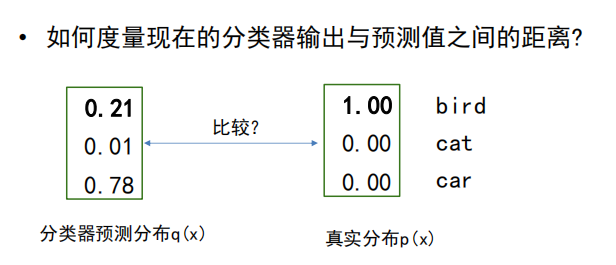 • 如何度量现在的分类器输出与预测值之间的距离?
0.21 1.00 bird
比较?
0.01 0.00 cat
0.78 0.00 car
分类器预测分布q(x) 真实分布p(x)